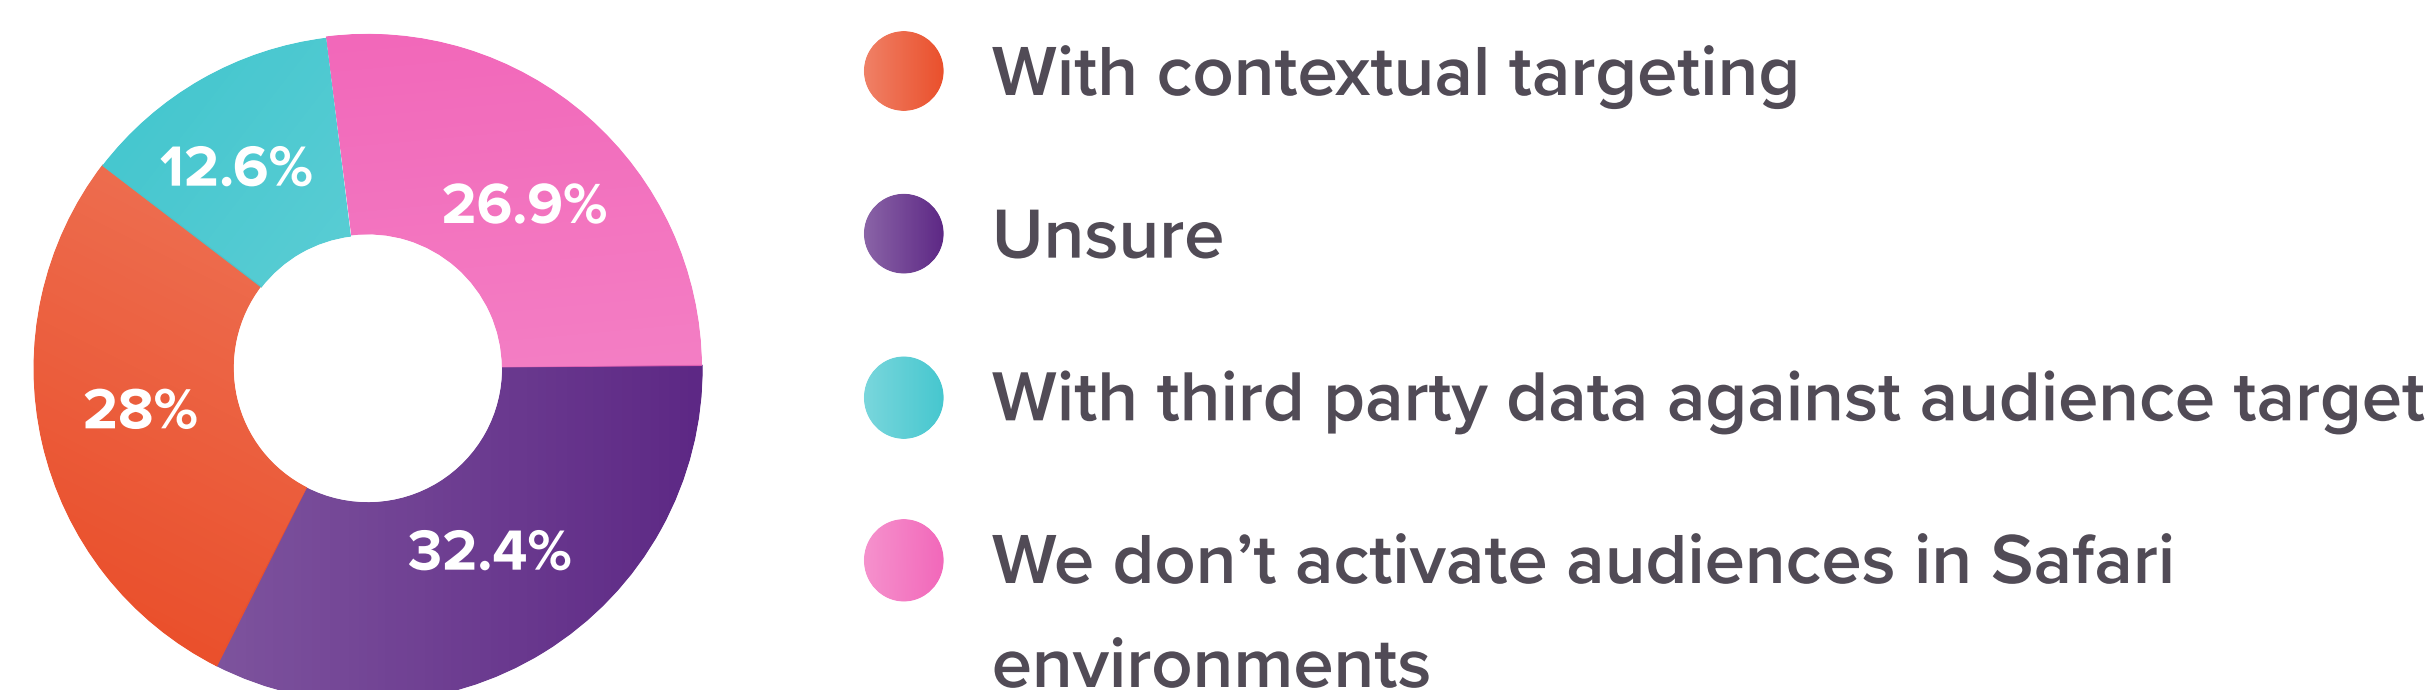 12.6%
26.9%
28%
32.4%
With contextual targeting
Unsure
With third party data against audience target
We don’t activate audiences in Safari
environments